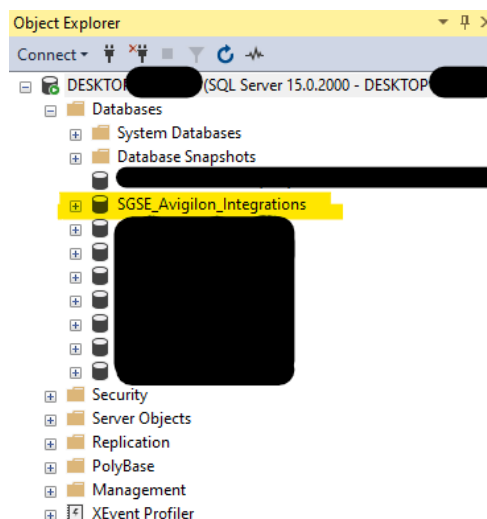 Object Explorer
Connect
DESKTO (SQL Server 15.0.2000 - DESKTOP
Databases
System Databases
Database Snapshots
SGSE_Avigilon_Integrations
Security
Server Objects
Replication
PolyBase
Management
XEvent Profiler